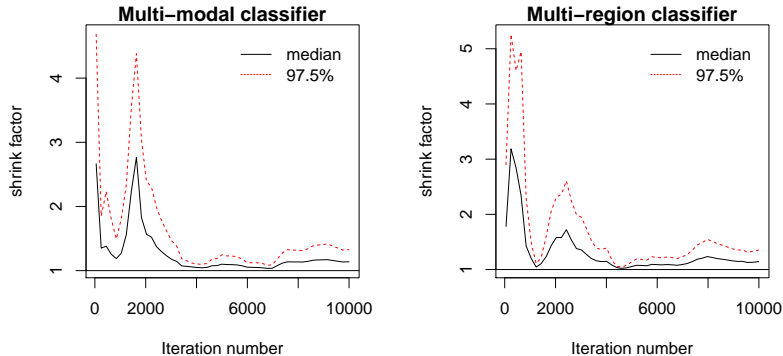 Multi−modal classifier
median
97.5%
shrink factor
4
3
2
1
0
2000
6000
10000
Iteration number
Multi−region classifier
median
97.5%
shrink factor
5
4
3
2
1
0
2000
6000
10000
Iteration number